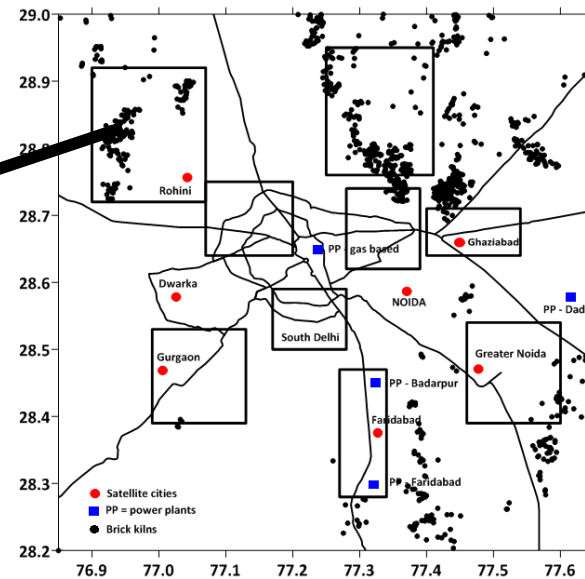 29.0
28.9
28.8
Rohini
28.7
PP - gas based
Ghaziabad
28.6
Dwarka
NOIDA
PP - Dad
South Delhi
28.5
Gurgaon
Greater Noida
PP - Badarpur
28.4
Faridabad
28.3
PP - Faridabad
Satellite cities
PP = power plants
Brick kilns
28.2
76.9 77.0 77.1 77.2 77.3 77.4 77.5 77.6